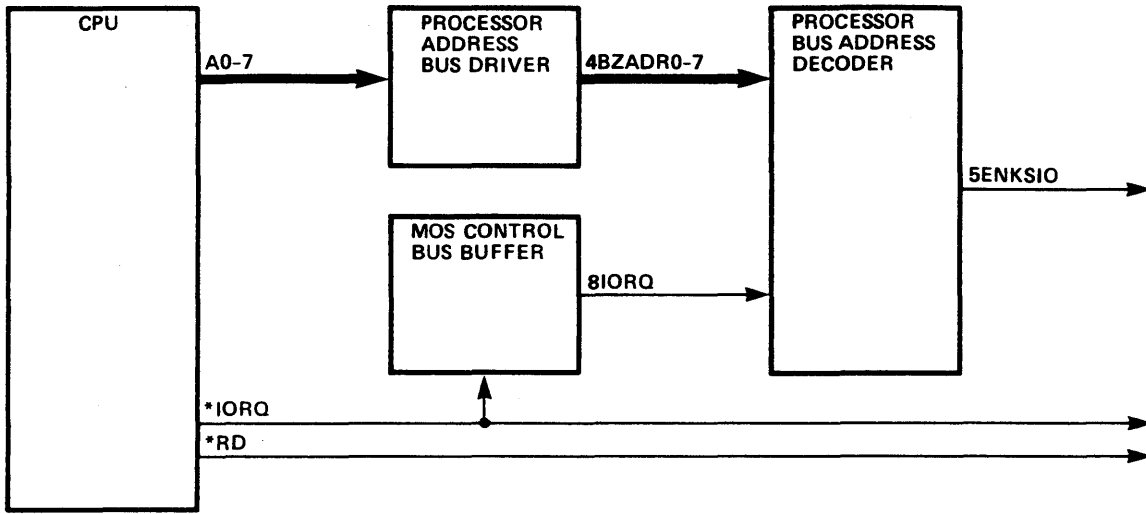 CPU
A0-7
PROCESSOR
ADDRESS
BUS DRIVER
4BZADR0-7
PROCESSOR
BUS ADDRESS
DECODER
5ENKSIO
MOS CONTROL
BUS BUFFER
8IORQ
*IORQ
*RD